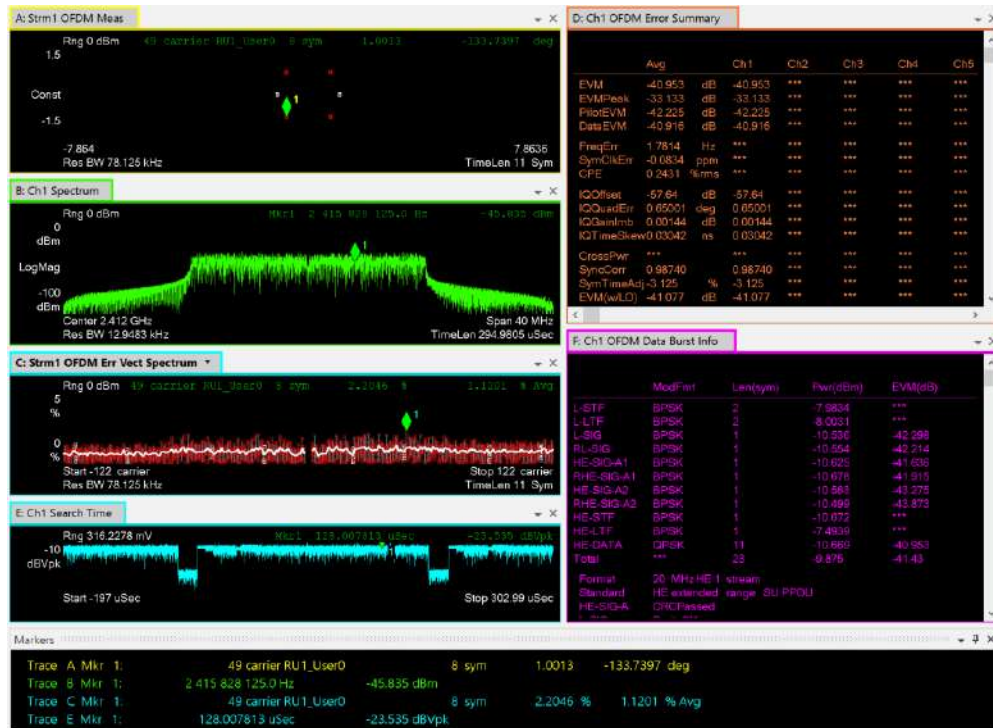 A: Strm1 OFDM Meas
Rng 0 dBm 49 carrier RU1_User0 8 sym 1.0013 -133.7397 deg
1.5
Const
1
-1.5
-7.864 7.8636
Res BW 78.125 kHz TimeLen 11 Sym
B: Ch1 Spectrum
Rng 0 dBm Mkr1 2 415 828 125.0 Hz -45.835 dBm
0
dBm
1
LogMag
-100
dBm
Center 2.412 GHz Span 40 MHz
Res BW 12.9483 kHz TimeLen 294.9805 uSec
C: Strm1 OFDM Err Vect Spectrum
Rng 0 dBm 49 carrier RU1_User0 8 sym 2.2046 % 1.1201 % Avg
5
%
1
0
%
Start -122 carrier Stop 122 carrier
TimeLen 11 Sym
E: Ch1 Search Time
Rng 316.2278 mV Mkr1 128.007813 uSec -23.535 dBVpk
-10
dBVpk
Start -197 uSec Stop 302.99 uSec
D: Ch1 OFDM Error Summary
Avg Ch1 Ch2 Ch3 Ch4 Ch5
EVM -40.953 dB -40.953 *** *** *** ***
EVMPeak -33.133 dB -33.133 *** *** *** ***
PilotEVM -42.225 dB -42.225 *** *** *** ***
DataEVM -40.916 dB -40.916 *** *** *** ***
FreqErr 1.7814 Hz *** *** *** *** ***
SymClkErr -0.0834 ppm *** *** *** *** ***
CPE 0.2431 %rms *** *** *** *** ***
IQOffset -57.64 dB -57.64 *** *** *** ***
IQQuadErr 0.65001 deg 0.65001 *** *** *** ***
IQGainImb 0.00144 dB 0.00144 *** *** *** ***
IQTimeSkew 0.03042 ns 0.03042 *** *** *** ***
CrossPwr *** *** *** *** *** ***
SyncCorr 0.98740 0.98740 *** *** *** ***
SymTimeAdj -3.125 % -3.125 *** *** *** ***
EVM(w/LO) -41.077 dB -41.077 *** *** *** ***
F: Ch1 OFDM Data Burst Info
ModFmt Len(sym) Pwr(dBm) EVM(dB)
L-STF BPSK 2 -7.9834 ***
L-LTF BPSK 2 -8.0031 ***
L-SIG BPSK 1 -10.536 -42.298
RL-SIG BPSK 1 -10.554 -42.214
HE-SIG-A1 BPSK 1 -10.625
RHE-SIG-A1 BPSK 1 -10.676 -41.915
HE-SIG-A2 BPSK 1 -43.275
RHE-SIG-A2 BPSK 1 -10.499 -43.873
HE-STF BPSK 1 -10.072 ***
HE-LTF BPSK 1 -7.4939 ***
HE-DATA QPSK 11 -10.669 -40.953
Total *** 23 -9.875 -41.43
Format 20 MHz HE 1 stream
Standard HE extended range SU PPDU
HE-SIG-A CRCPassed
Markers
Trace A Mkr 1: 49 carrier RU1_User0 8 sym 1.0013 -133.7397 deg
Trace B Mkr 1: 2 415 828 125.0 Hz -45.835 dBm
Trace C Mkr 1: 49 carrier RU1_User0 8 sym 2.2046 % 1.1201 % Avg
Trace E Mkr 1: 128.007813 uSec -23.535 dBVpk